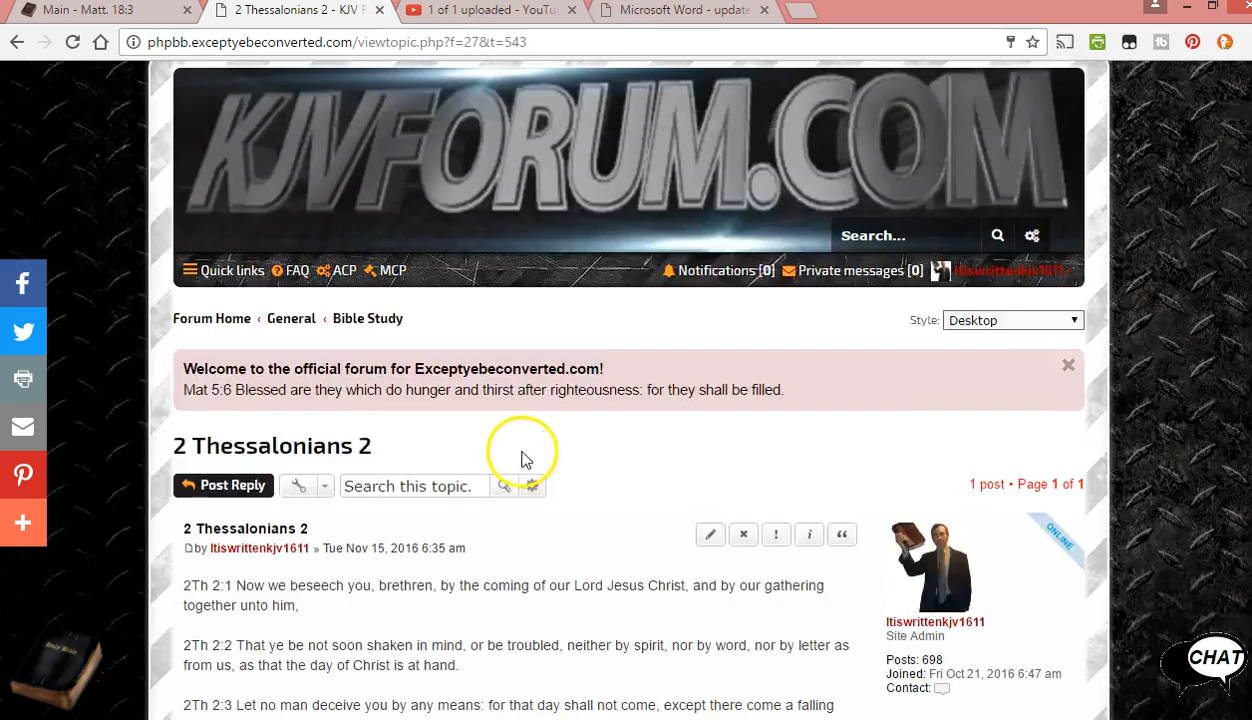 Main - Matt. 18:3
2 Thessalonians 2 - KJV F
1 of 1 uploaded - YouTu
Microsoft Word - update
phpbb.exceptyebeconverted.com/viewtopic.php?f=27&t=543
KJVFORUM.COM
Search...
Quick links FAQ ACP MCP
Notifications [0] Private messages [0] Itiswrittenkjv1611
Forum Home ‹ General ‹ Bible Study
Style: Desktop
Welcome to the official forum for Exceptyebeconverted.com!
Mat 5:6 Blessed are they which do hunger and thirst after righteousness: for they shall be filled.
2 Thessalonians 2
Post Reply
Search this topic.
1 post • Page 1 of 1
2 Thessalonians 2
by Itiswrittenkjv1611 » Tue Nov 15, 2016 6:35 am
2Th 2:1 Now we beseech you, brethren, by the coming of our Lord Jesus Christ, and by our gathering
together unto him,
2Th 2:2 That ye be not soon shaken in mind, or be troubled, neither by spirit, nor by word, nor by letter as
from us, as that the day of Christ is at hand.
2Th 2:3 Let no man deceive you by any means: for that day shall not come, except there come a falling
ONLINE
Itiswrittenkjv1611
Site Admin
Posts: 698
Joined: Fri Oct 21, 2016 6:47 am
Contact:
Holy Bible
CHAT